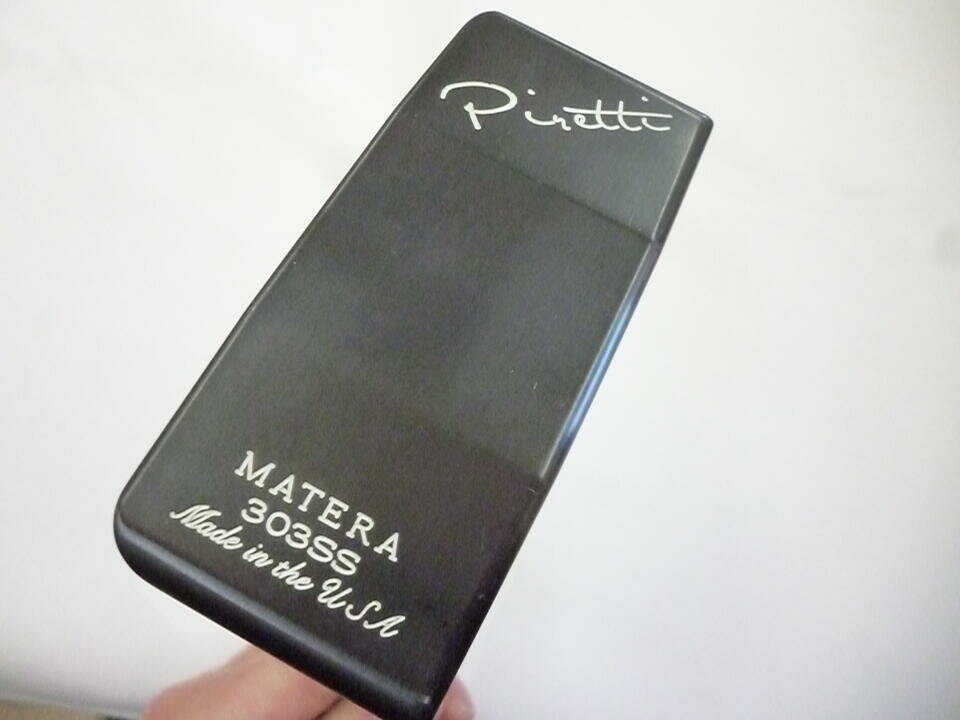 Piretti
MATERA
303SS
Made in the USA